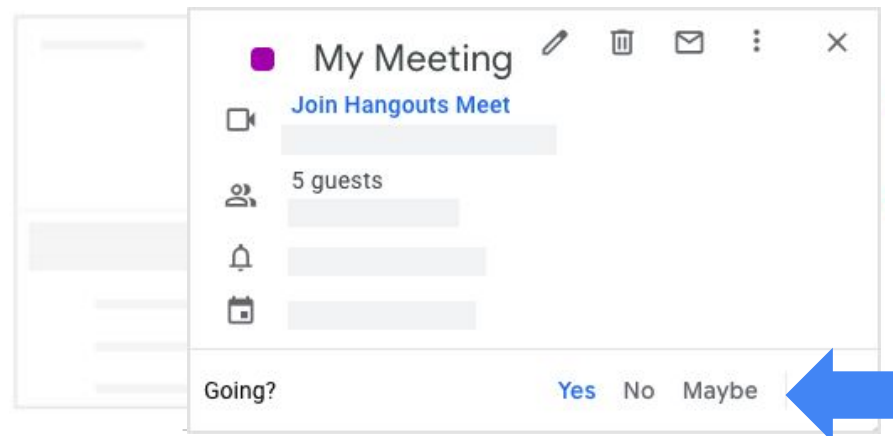 My Meeting
Join Hangouts Meet
5 guests
Going? Yes No Maybe